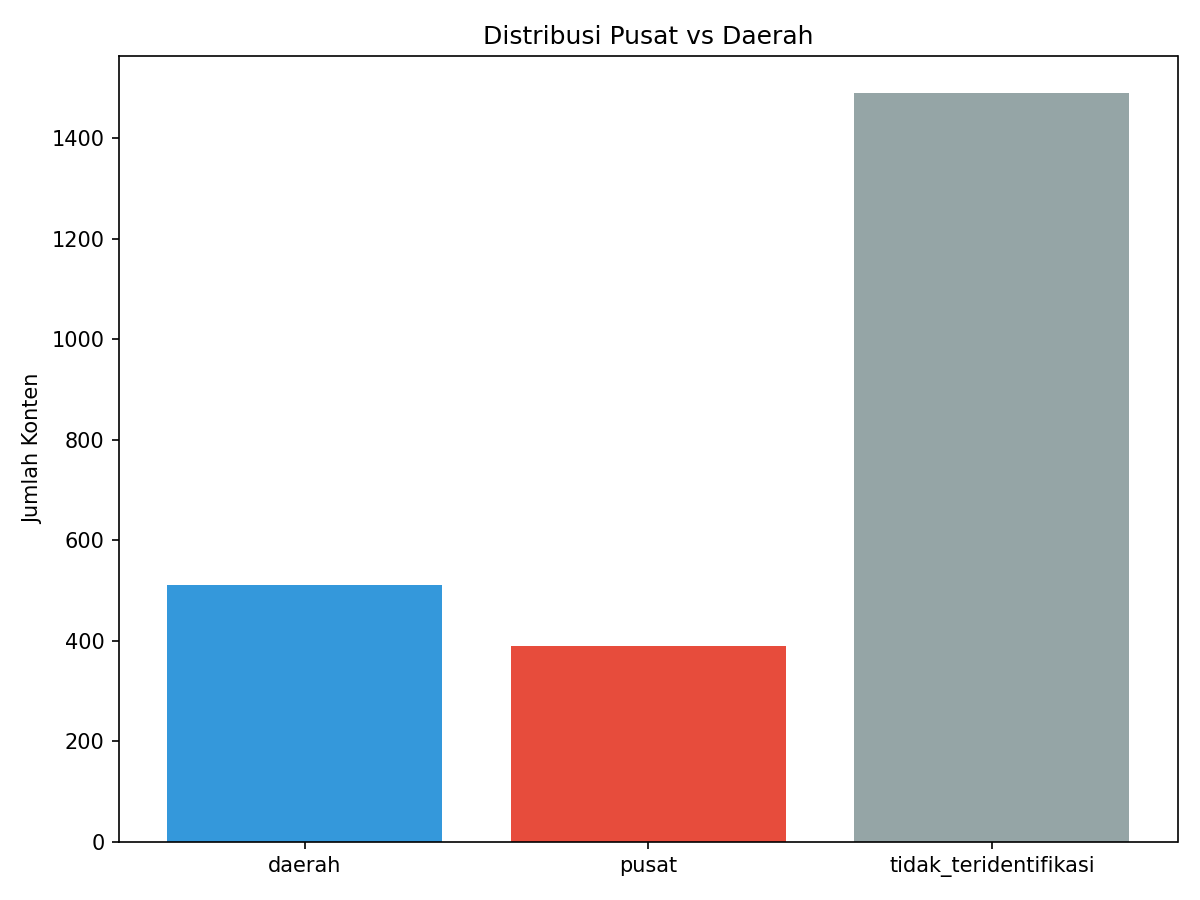 Distribusi Pusat vs Daerah
Jumlah Konten
1400
1200
1000
800
600
400
200
0
daerah
pusat
tidak_teridentifikasi